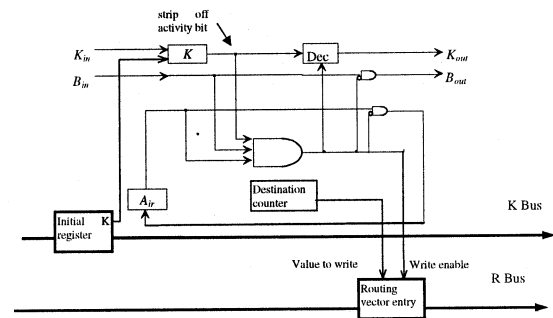 strip off
activity bit
K_in
K
Dec
K_out
B_in
B_out
A_ir
Destination
counter
K Bus
Initial K
register
Value to write
Write enable
R Bus
Routing
vector entry